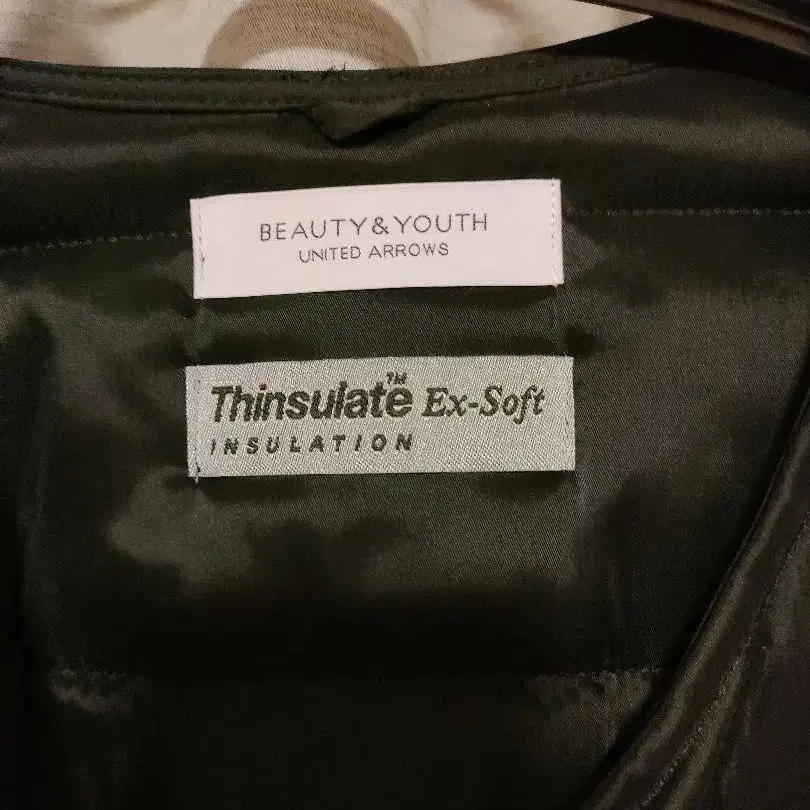 BEAUTY&YOUTH
UNITED ARROWS
Thinsulate™ Ex-Soft
INSULATION